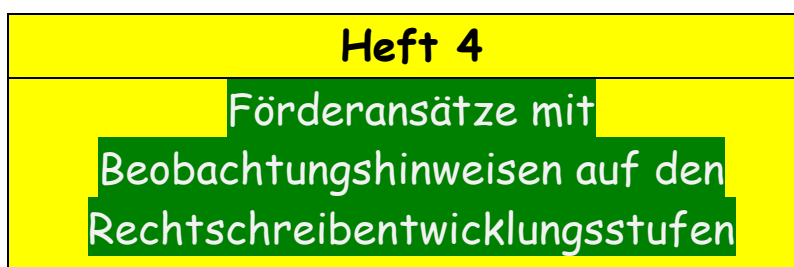 Heft 4
Förderansätze mit
Beobachtungshinweisen auf den
Rechtschreibentwicklungsstufen